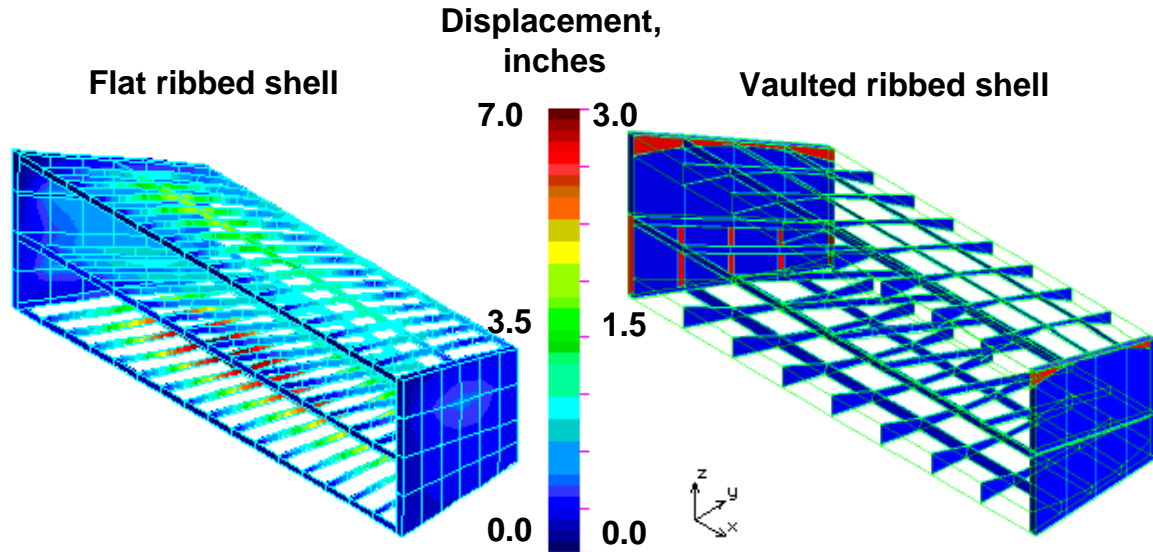 Displacement,
inches
Flat ribbed shell
Vaulted ribbed shell
7.0
3.0
3.5
1.5
0.0
0.0
z
y
x